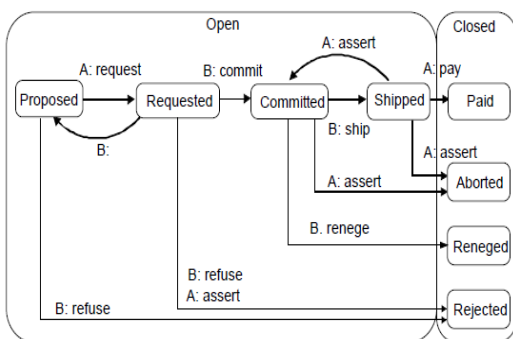 Open
Closed
A: assert
A: request
B: commit
A: pay
Proposed
Requested
Committed
Shipped
Paid
B: ship
B:
A: assert
A: assert
Aborted
B. renege
Reneged
B: refuse
A: assert
B: refuse
Rejected